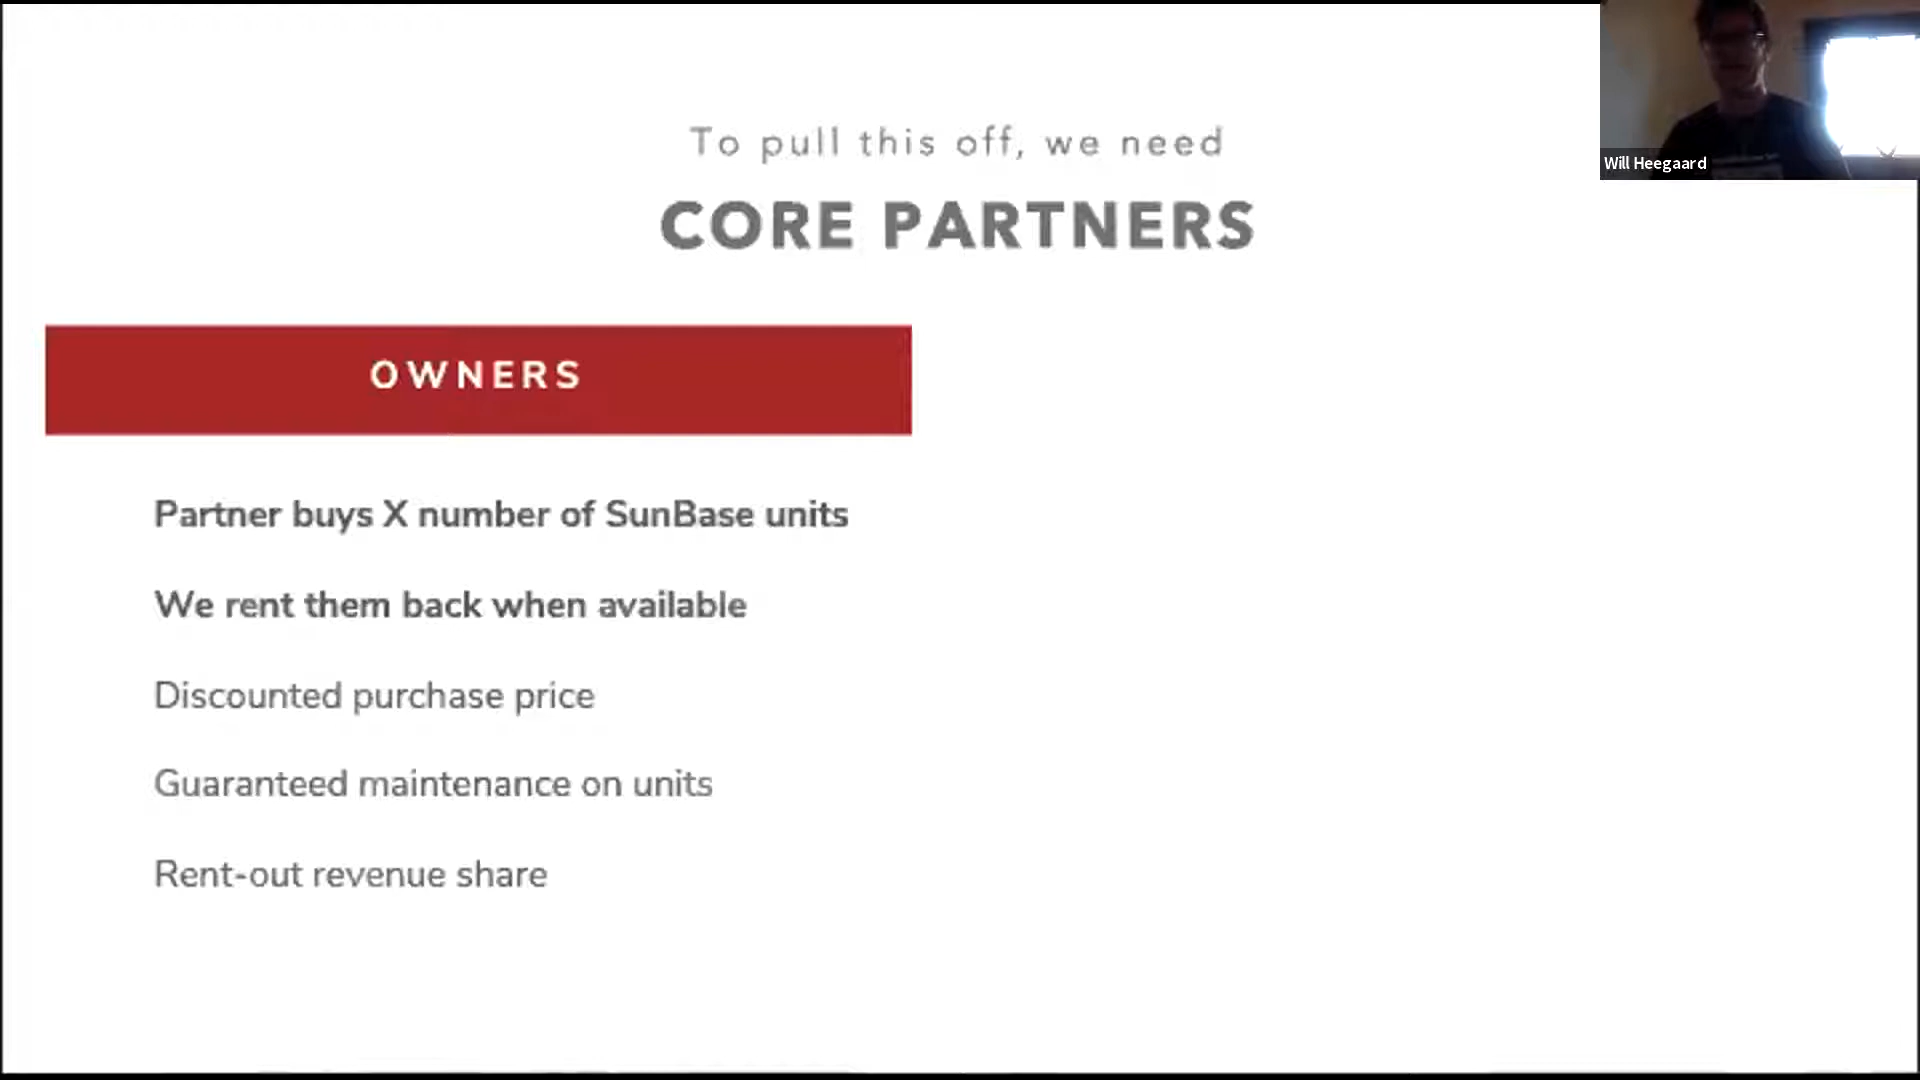 To pull this off, we need
CORE PARTNERS
Will Heegaard
OWNERS
Partner buys X number of SunBase units
We rent them back when available
Discounted purchase price
Guaranteed maintenance on units
Rent-out revenue share